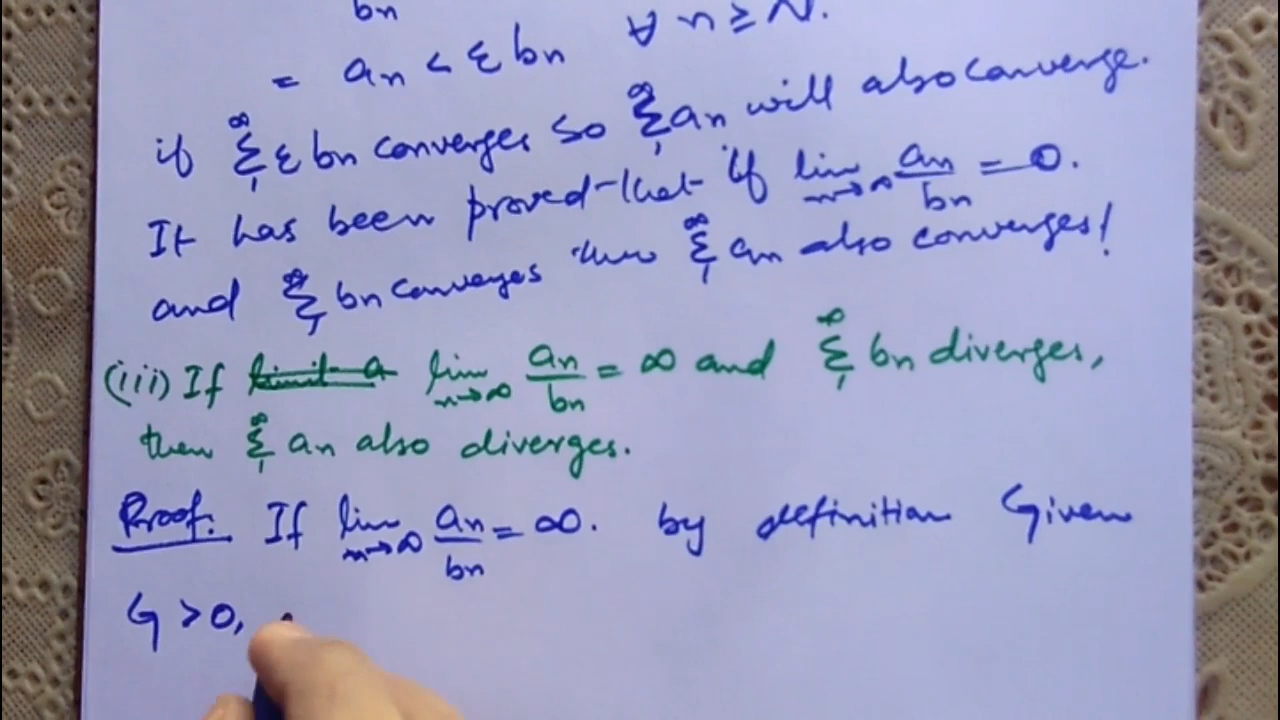 bn
= an < ε bn ∀ n ≥ N.
if ∞Σ1 ε bn converges so ∞Σ1 an will also converge.
It has been proved that if lim n→∞ an/bn = 0.
and ∞Σ1 bn converges then ∞Σ1 an also converges!
(iii) If lim n→∞ an/bn = ∞ and ∞Σ1 bn diverges,
then ∞Σ1 an also diverges.
Proof: If lim n→∞ an/bn = ∞. by definition Given
G > 0,